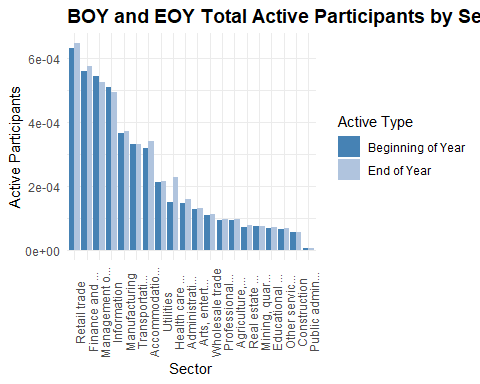 BOY and EOY Total Active Participants by Se
6e-04
4e-04
2e-04
0e+00
Active Participants
Retail trade
Finance and ...
Management o...
Information
Manufacturing
Transportati...
Accommodatio...
Utilities
Health care ...
Administrati...
Arts, entert...
Wholesale trade
Professional...
Agriculture,...
Real estate ...
Mining, quar...
Educational ...
Other servic...
Construction
Public admin...
Sector
Active Type
Beginning of Year
End of Year